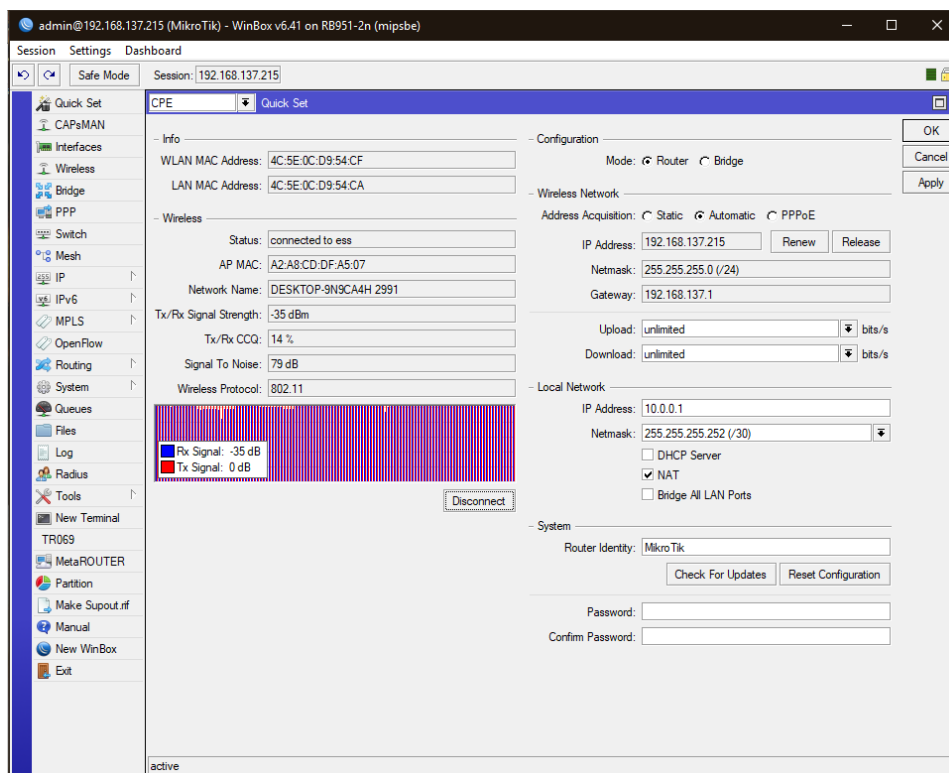 admin@192.168.137.215 (MikroTik) - WinBox v6.41 on RB951-2n (mipsbe)
Session Settings Dashboard
Safe Mode Session: 192.168.137.215
Quick Set
CAPsMAN
Interfaces
Wireless
Bridge
PPP
Switch
Mesh
IP
IPv6
MPLS
OpenFlow
Routing
System
Queues
Files
Log
Radius
Tools
New Terminal
TR069
MetaROUTER
Partition
Make Supout.rif
Manual
New WinBox
Exit
CPE Quick Set
Info
WLAN MAC Address: 4C:5E:0C:D9:54:CF
LAN MAC Address: 4C:5E:0C:D9:54:CA
Wireless
Status: connected to ess
AP MAC: A2:A8:CD:DF:A5:07
Network Name: DESKTOP-9N9CA4H 2991
Tx/Rx Signal Strength: -35 dBm
Tx/Rx CCQ: 14 %
Signal To Noise: 79 dB
Wireless Protocol: 802.11
Rx Signal: -35 dB
Tx Signal: 0 dB
Disconnect
Configuration
Mode: Router Bridge
Wireless Network
Address Acquisition: Static Automatic PPPoE
IP Address: 192.168.137.215 Renew Release
Netmask: 255.255.255.0 (/24)
Gateway: 192.168.137.1
Upload: unlimited bits/s
Download: unlimited bits/s
Local Network
IP Address: 10.0.0.1
Netmask: 255.255.255.252 (/30)
DHCP Server
NAT
Bridge All LAN Ports
System
Router Identity: MikroTik
Check For Updates Reset Configuration
Password:
Confirm Password:
OK
Cancel
Apply
active